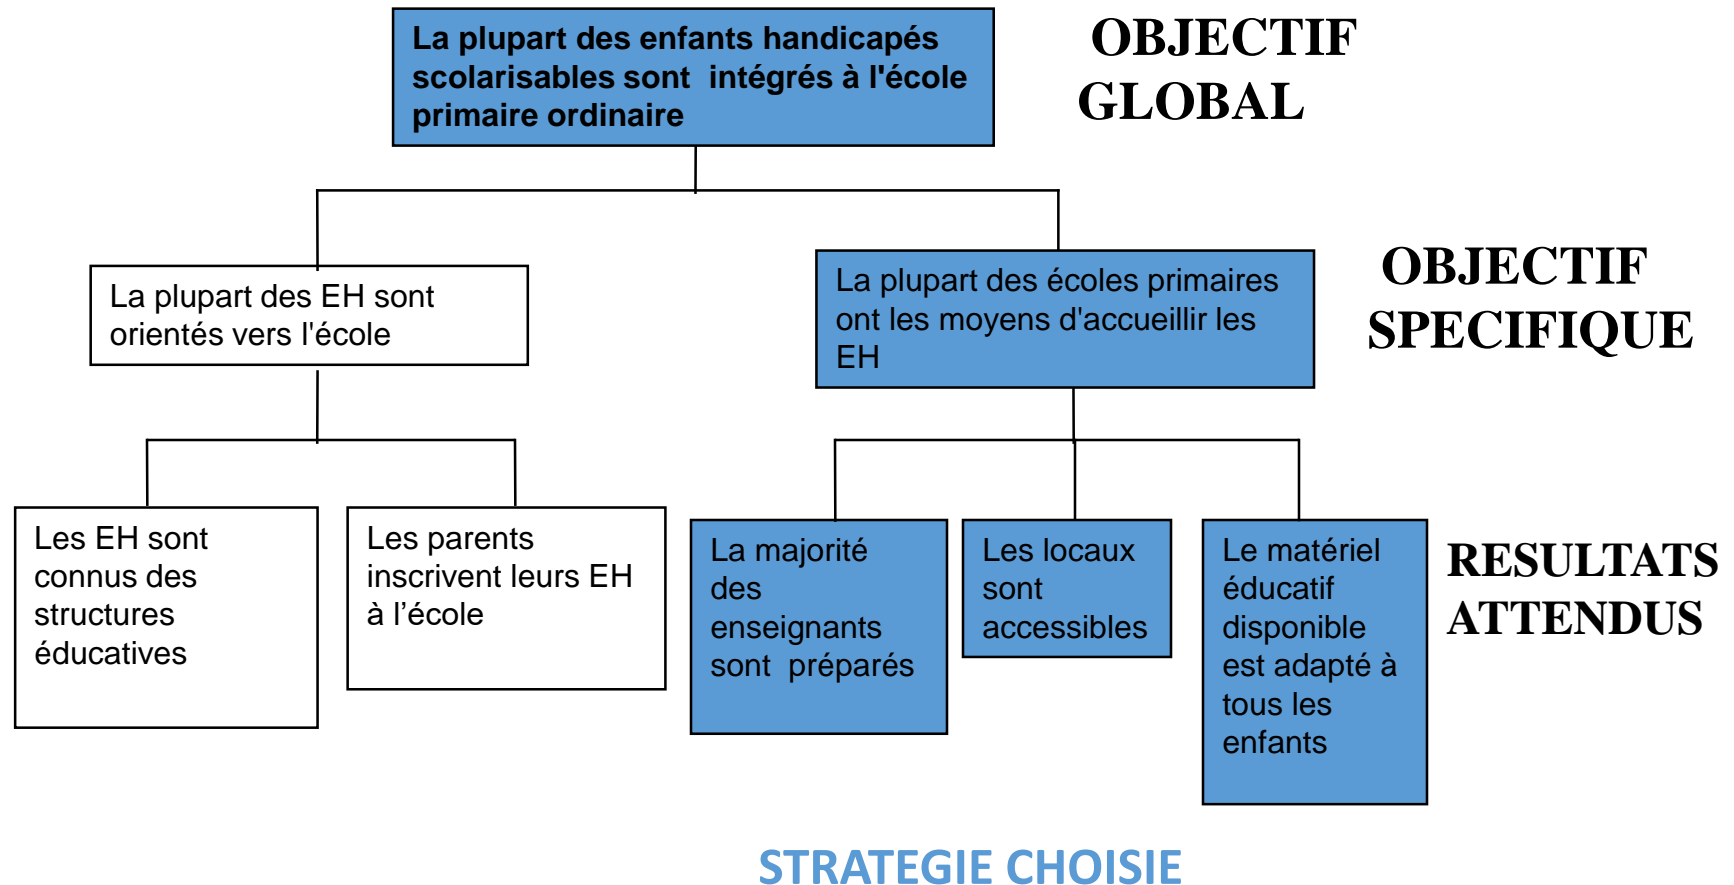 La plupart des enfants handicapés
scolarisables sont  intégrés à l'école
primaire ordinaire
OBJECTIF
GLOBAL
La plupart des EH sont
orientés vers l'école
La plupart des écoles primaires
ont les moyens d'accueillir les
EH
OBJECTIF
SPECIFIQUE
Les EH sont
connus des
structures
éducatives
Les parents
inscrivent leurs EH
à l’école
La majorité
des
enseignants
sont  préparés
Les locaux
sont
accessibles
Le matériel
éducatif
disponible
est adapté à
tous les
enfants
RESULTATS
ATTENDUS
STRATEGIE CHOISIE